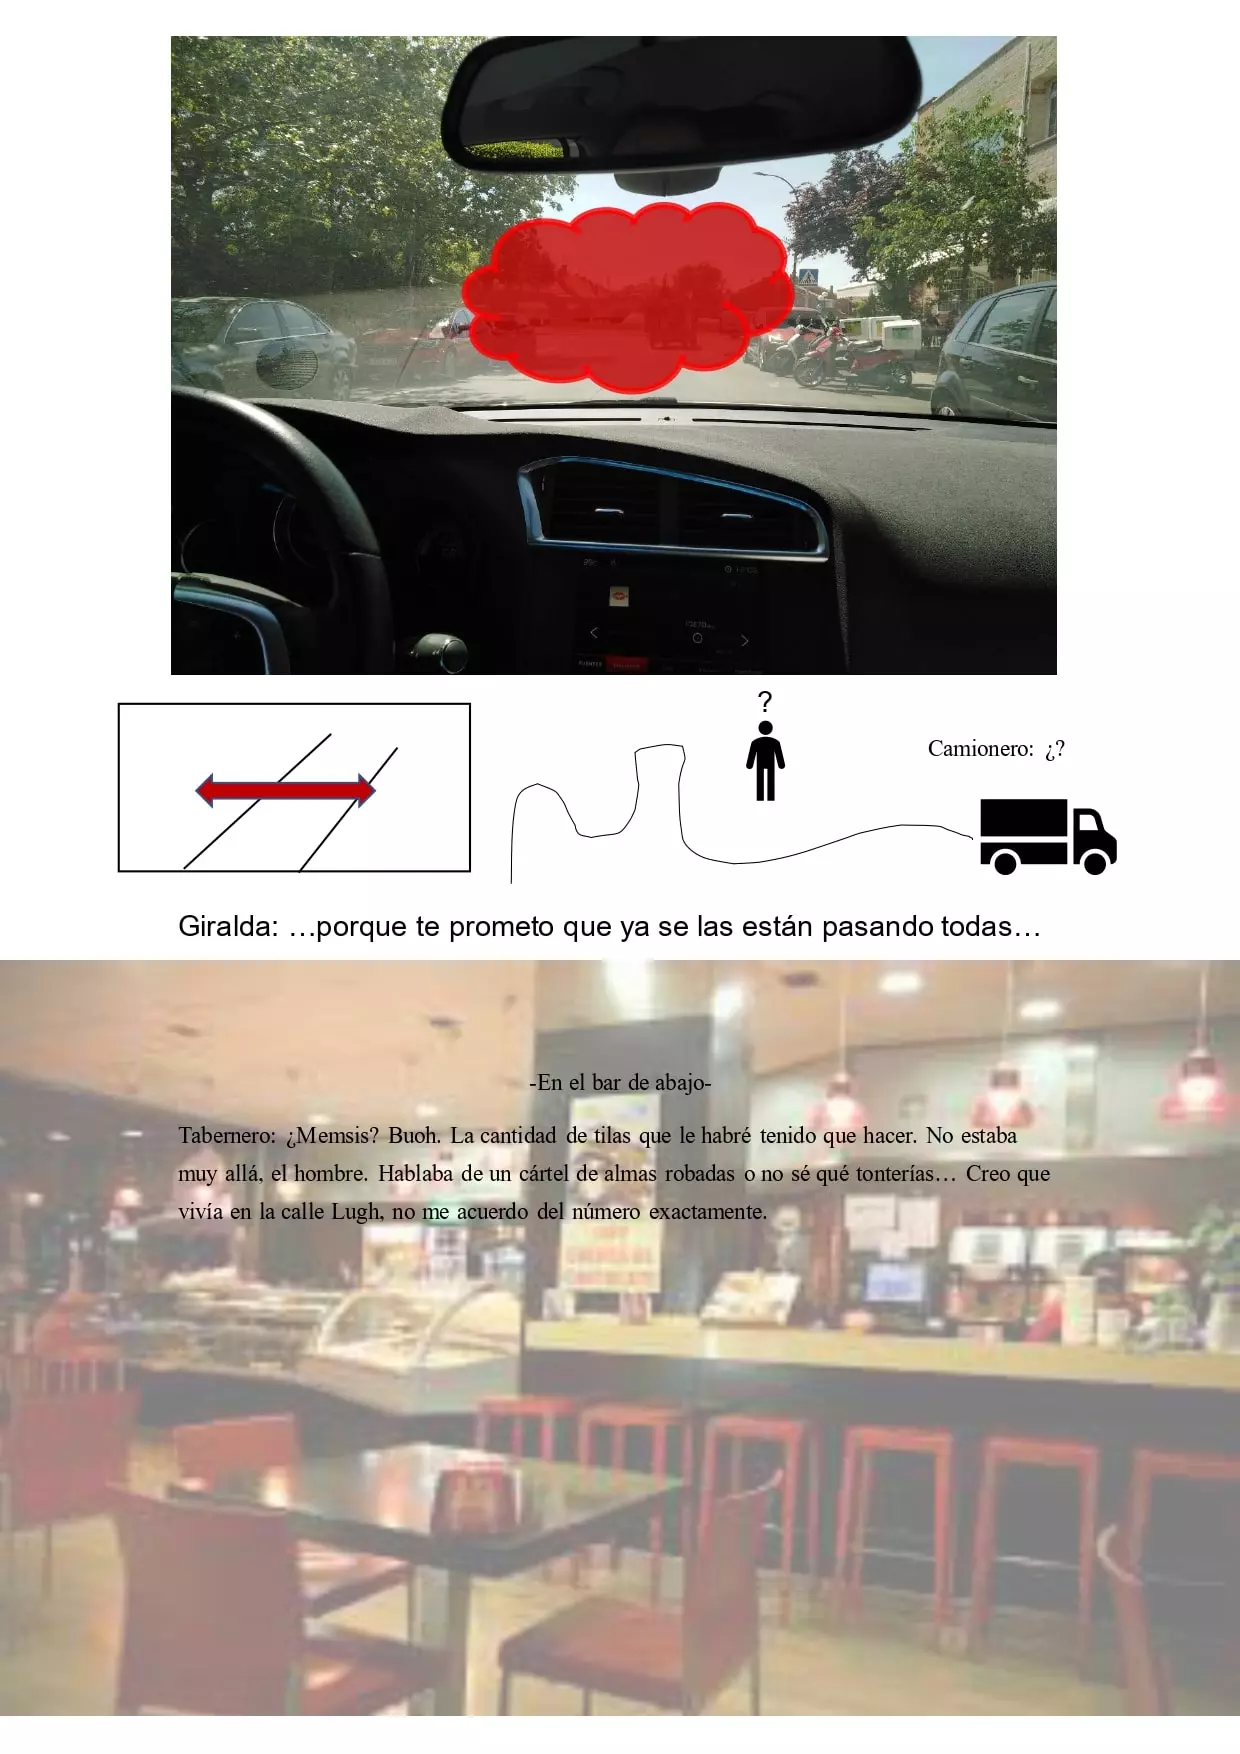 ?
Camionero: ¿?
Giralda: …porque te prometo que ya se las están pasando todas…
-En el bar de abajo-
Tabernero: ¿Memsis? Buoh. La cantidad de tilas que le habré tenido que hacer. No estaba
muy allá, el hombre. Hablaba de un cártel de almas robadas o no sé qué tonterías… Creo que
vivía en la calle Lugh, no me acuerdo del número exactamente.